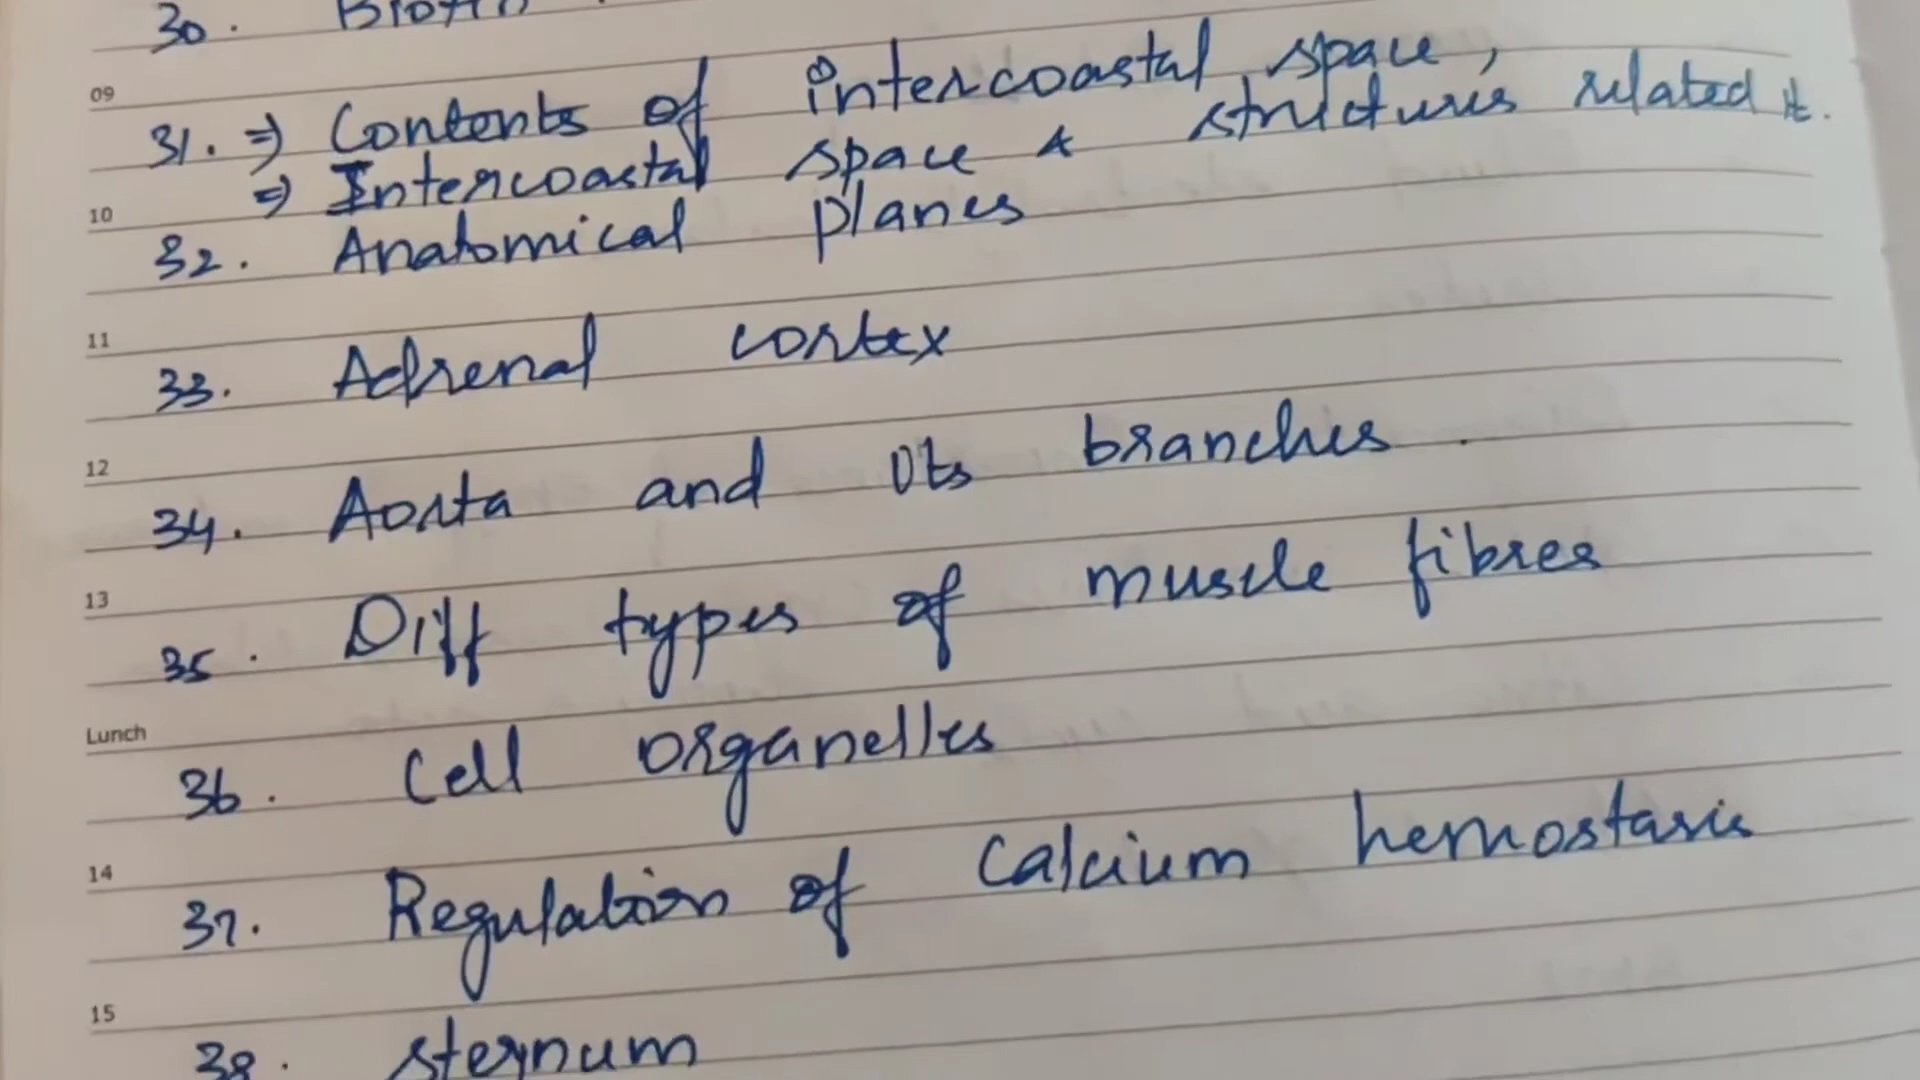 30. Biotin
09
31. ⇒ Contents of intercoastal space,
⇒ Intercoastal space & structures related it.
10
32. Anatomical planes
11
33. Adrenal cortex
12
34. Aorta and its branches.
13
35. Diff types of muscle fibres
Lunch
36. Cell organelles
14
37. Regulation of Calcium hemostasis
15
38. sternum